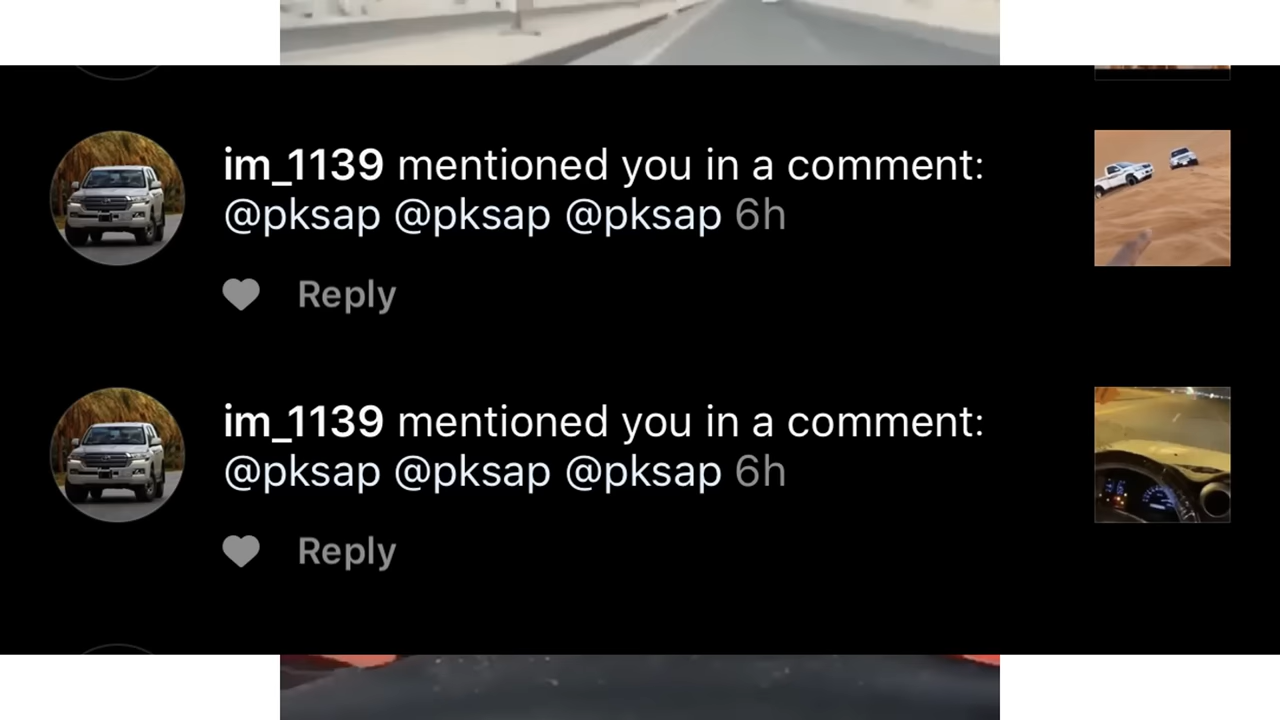 im_1139 mentioned you in a comment:
@pksap @pksap @pksap 6h
Reply
im_1139 mentioned you in a comment:
@pksap @pksap @pksap 6h
Reply